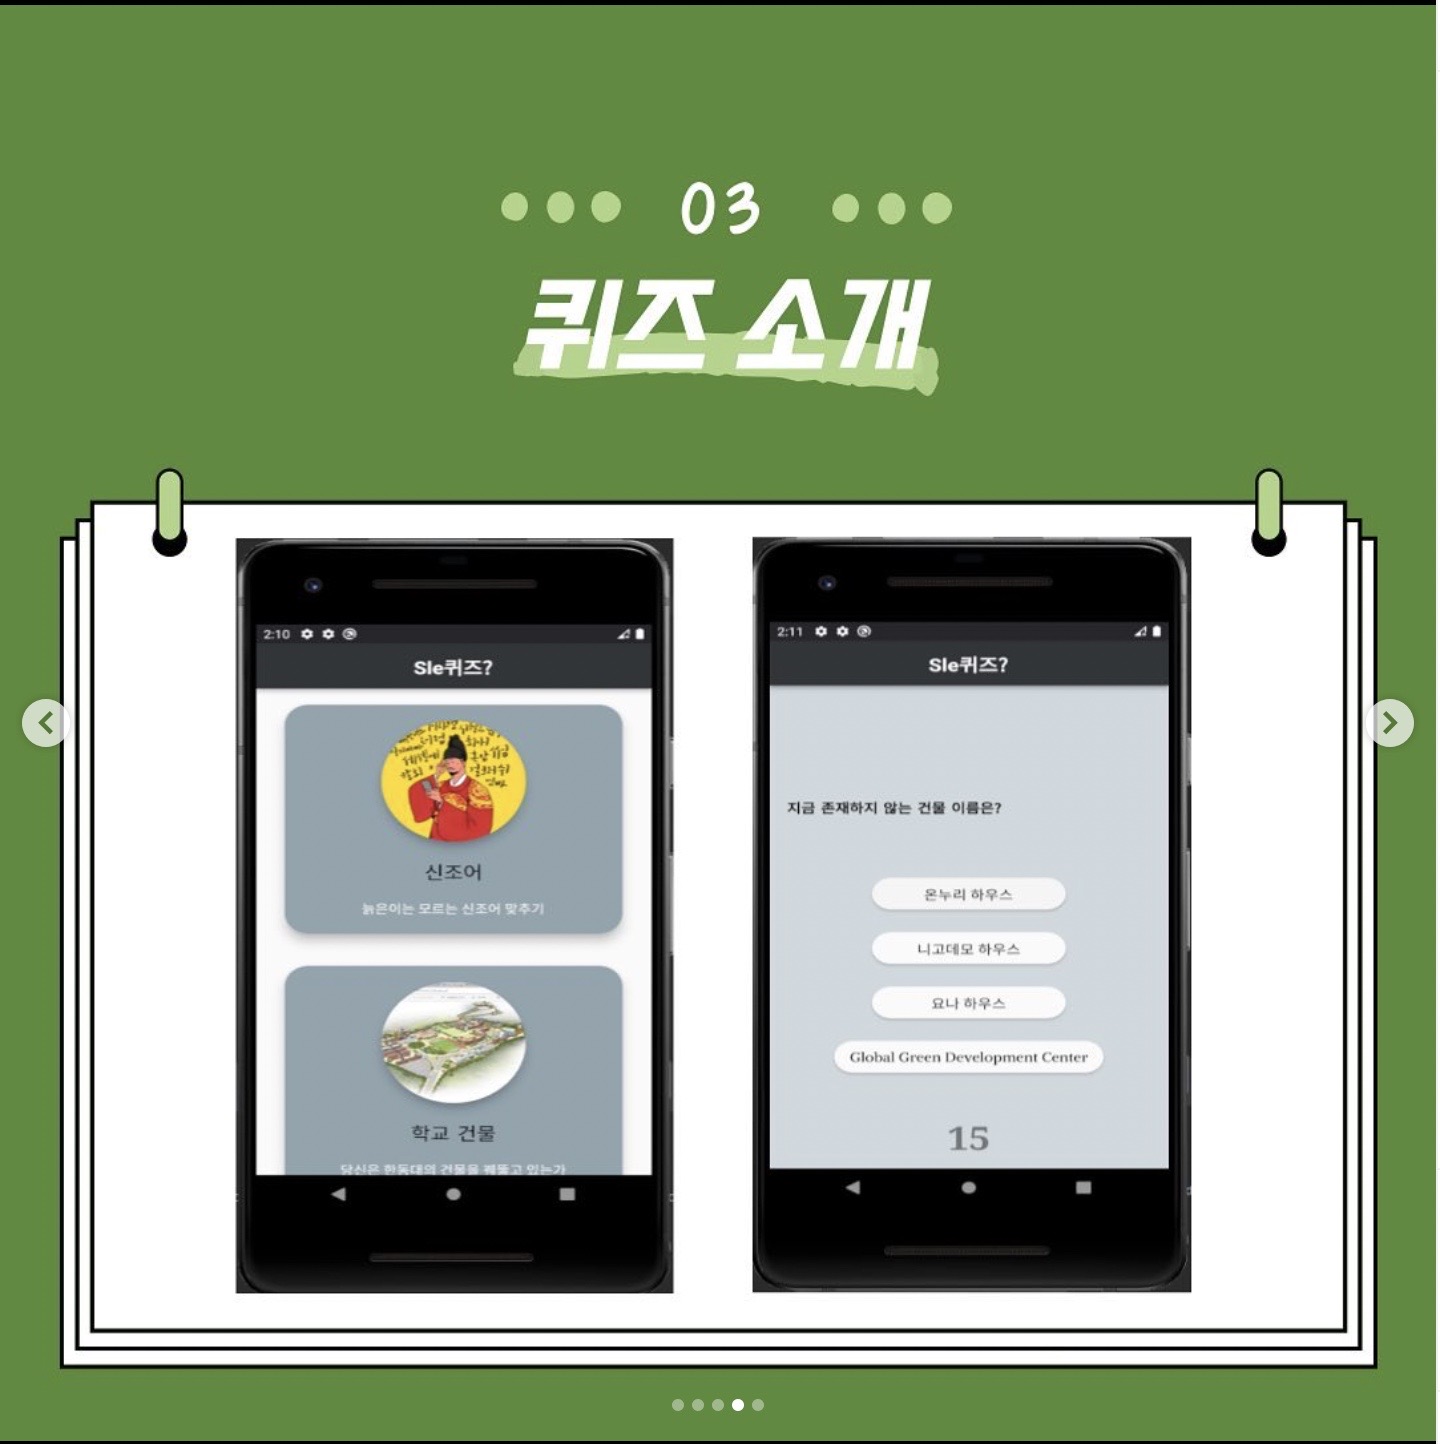 03
퀴즈 소개
2:10
Sle퀴즈?
신조어
늙은이는 모르는 신조어 맞추기
학교 건물
당신은 한동대의 건물을 꿰뚫고 있는가
2:11
Sle퀴즈?
지금 존재하지 않는 건물 이름은?
온누리 하우스
니고데모 하우스
요나 하우스
Global Green Development Center
15